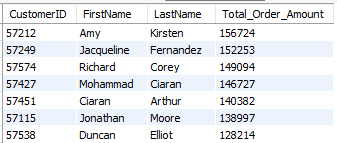 CustomerID FirstName LastName Total_Order_Amount
57212 Amy Kirsten 156724
57249 Jacqueline Fernandez 152253
57574 Richard Corey 149094
57427 Mohammad Ciaran 146727
57451 Ciaran Arthur 140382
57115 Jonathan Moore 138997
57538 Duncan Elliot 128214